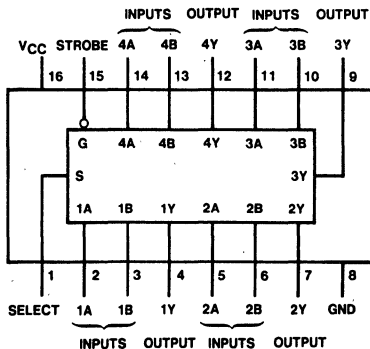 INPUTS OUTPUT INPUTS OUTPUT
VCC STROBE 4A 4B 4Y 3A 3B 3Y
16 15 14 13 12 11 10 9
G 4A 4B 4Y 3A 3B
S 3Y
1A 1B 1Y 2A 2B 2Y
1 2 3 4 5 6 7 8
SELECT 1A 1B 1Y 2A 2B 2Y GND
INPUTS OUTPUT INPUTS OUTPUT